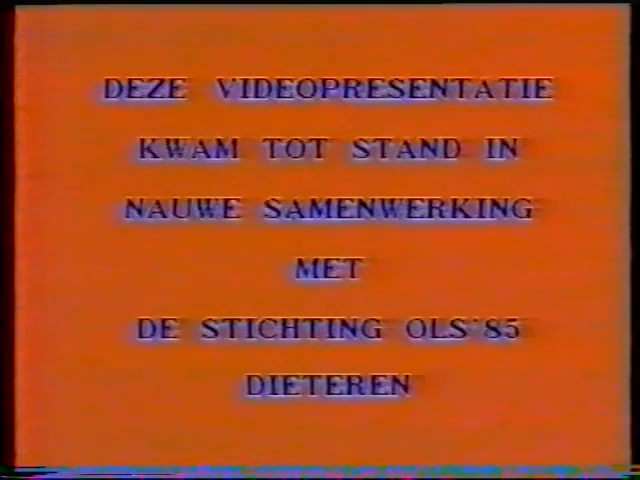 DEZE VIDEOPRESENTATIE
KWAM TOT STAND IN
NAUWE SAMENWERKING
MET
DE STICHTING OLS'85
DIETEREN